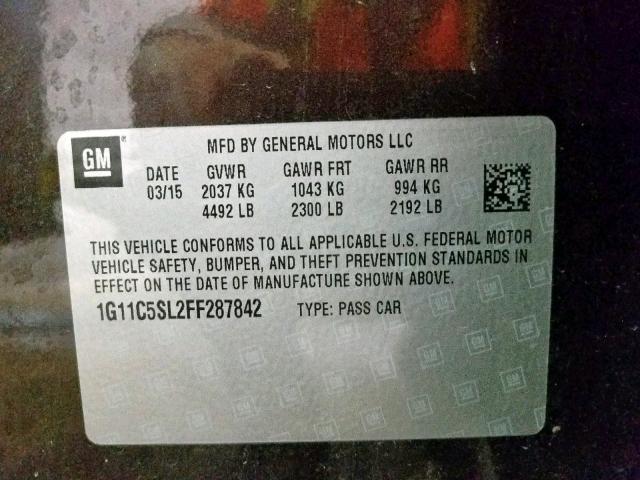 GM
MFD BY GENERAL MOTORS LLC
DATE GVWR GAWR FRT GAWR RR
03/15 2037 KG 1043 KG 994 KG
4492 LB 2300 LB 2192 LB
THIS VEHICLE CONFORMS TO ALL APPLICABLE U.S. FEDERAL MOTOR
VEHICLE SAFETY, BUMPER, AND THEFT PREVENTION STANDARDS IN
EFFECT ON THE DATE OF MANUFACTURE SHOWN ABOVE.
1G11C5SL2FF287842 TYPE: PASS CAR